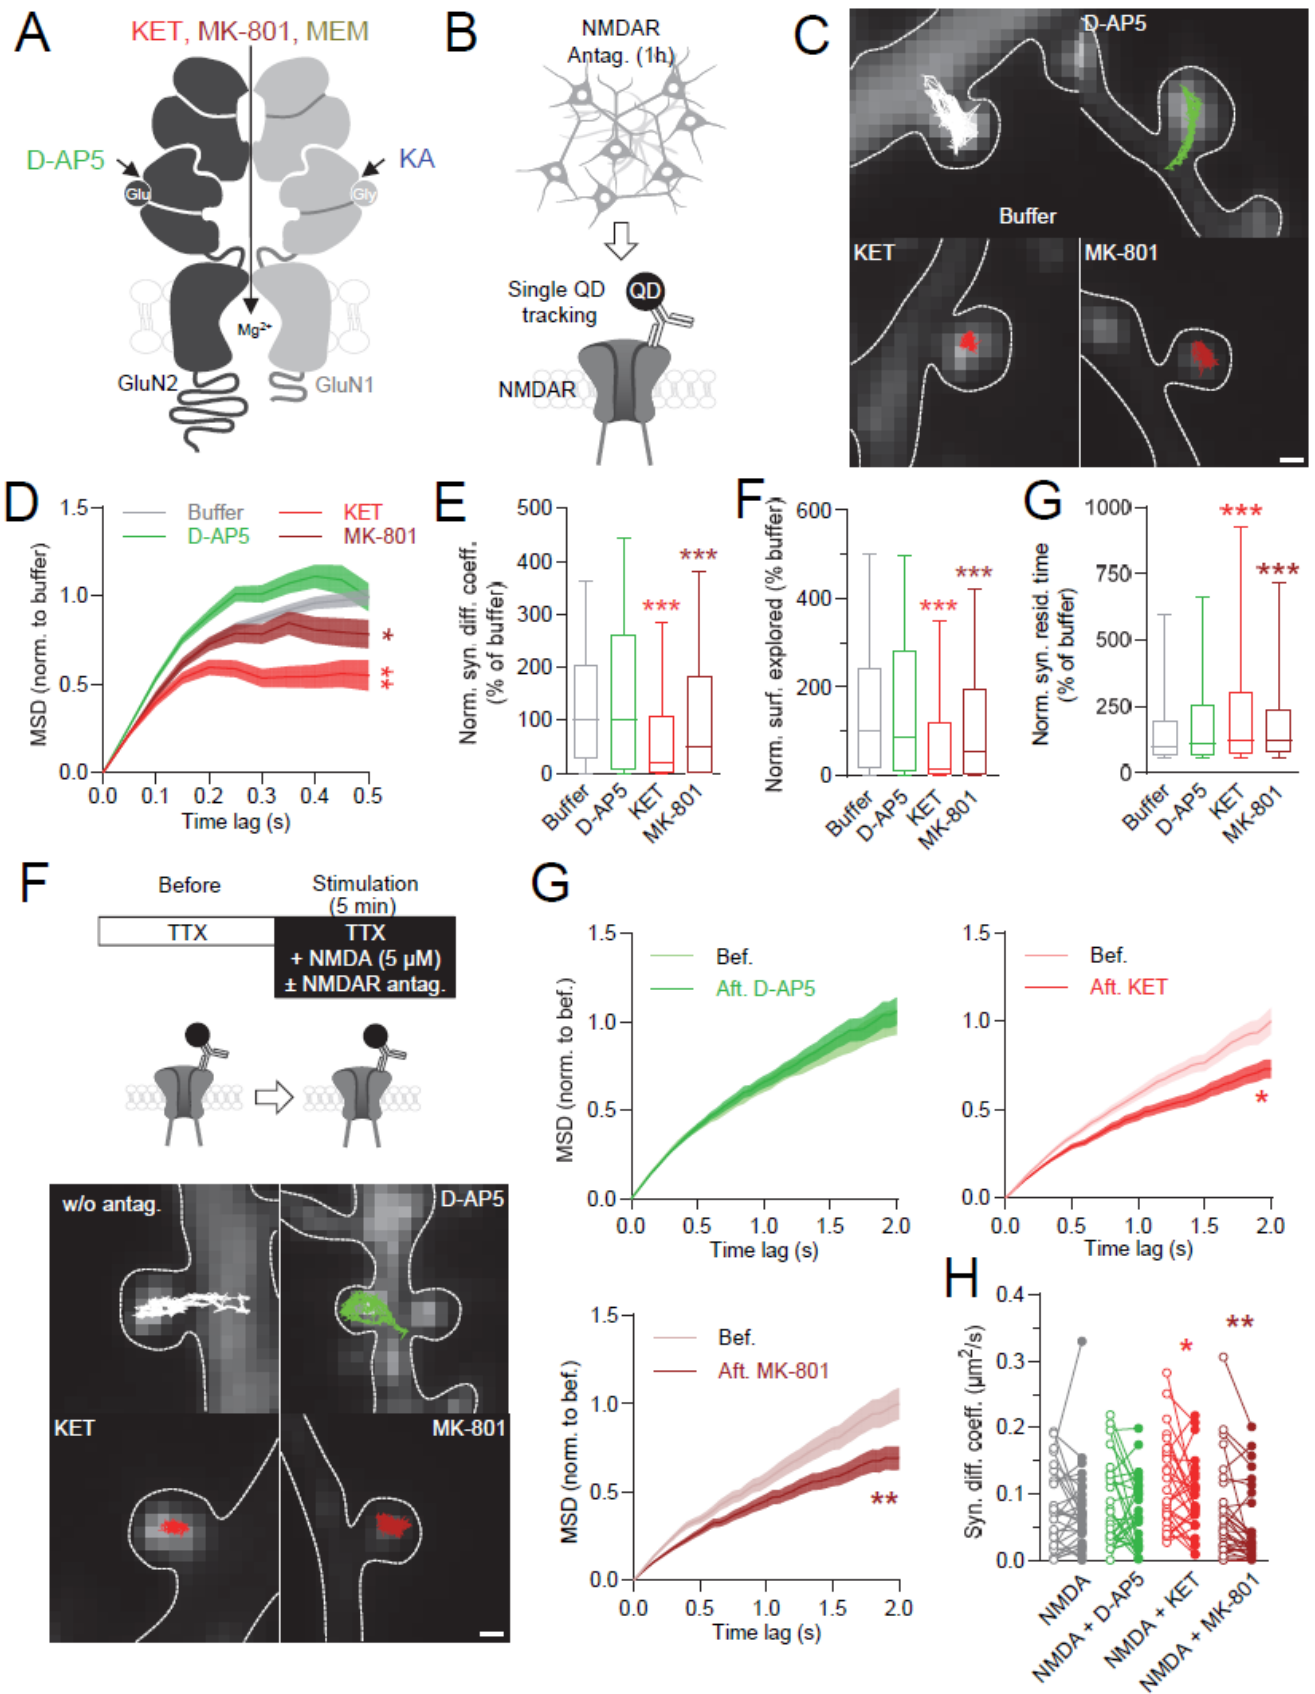 A
KET, MK-801, MEM
D-AP5
KA
Glu
Gly
Mg2+
GluN2
GluN1
B
NMDAR
Antag. (1h)
Single QD
tracking
QD
NMDAR
C
D-AP5
Buffer
KET
MK-801
D
MSD (norm. to buffer)
1.5
1.0
0.5
0.0
Buffer
D-AP5
KET
MK-801
*
**
0.0 0.1 0.2 0.3 0.4 0.5
Time lag (s)
E
Norm. syn. diff. coeff.
(% of buffer)
500
400
300
200
100
0
***
***
Buffer
D-AP5
KET
MK-801
F
Norm. surf. explored (% buffer)
600
400
200
0
***
***
Buffer
D-AP5
KET
MK-801
G
Norm. syn. resid. time
(% of buffer)
1000
750
500
250
0
***
***
Buffer
D-AP5
KET
MK-801
F
Before
Stimulation
(5 min)
TTX
TTX
+ NMDA (5 µM)
± NMDAR antag.
w/o antag.
D-AP5
KET
MK-801
G
MSD (norm. to bef.)
1.5
1.0
0.5
0.0
Bef.
Aft. D-AP5
0.0 0.5 1.0 1.5 2.0
Time lag (s)
1.5
1.0
0.5
0.0
Bef.
Aft. KET
*
0.0 0.5 1.0 1.5 2.0
Time lag (s)
MSD (norm. to bef.)
1.5
1.0
0.5
0.0
Bef.
Aft. MK-801
**
0.0 0.5 1.0 1.5 2.0
Time lag (s)
H
Syn. diff. coeff. (µm2/s)
0.4
0.3
0.2
0.1
0.0
*
**
NMDA
NMDA + D-AP5
NMDA + KET
NMDA + MK-801